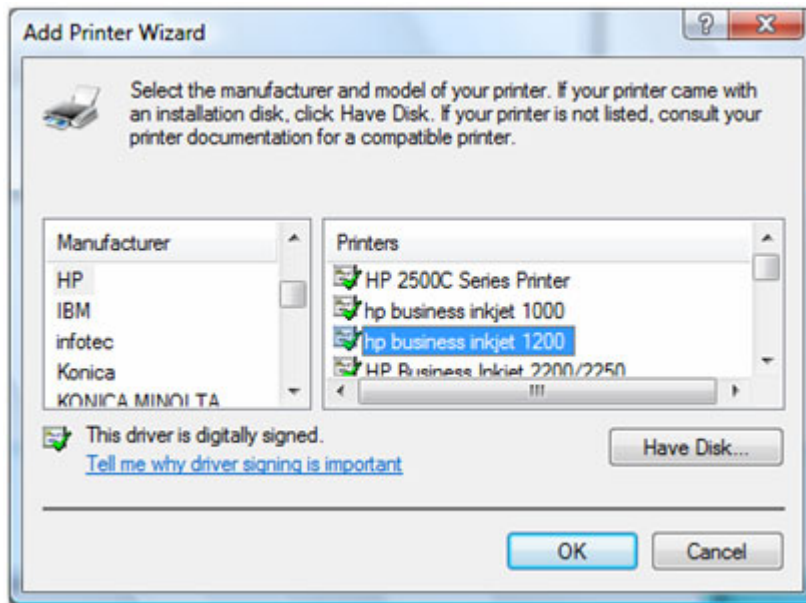 Add Printer Wizard
Select the manufacturer and model of your printer. If your printer came with
an installation disk, click Have Disk. If your printer is not listed, consult your
printer documentation for a compatible printer.
Manufacturer
HP
IBM
infotec
Konica
KONICA MINOLTA
Printers
HP 2500C Series Printer
hp business inkjet 1000
hp business inkjet 1200
HP Business Inkjet 2200/2250
This driver is digitally signed.
Tell me why driver signing is important
Have Disk...
OK
Cancel